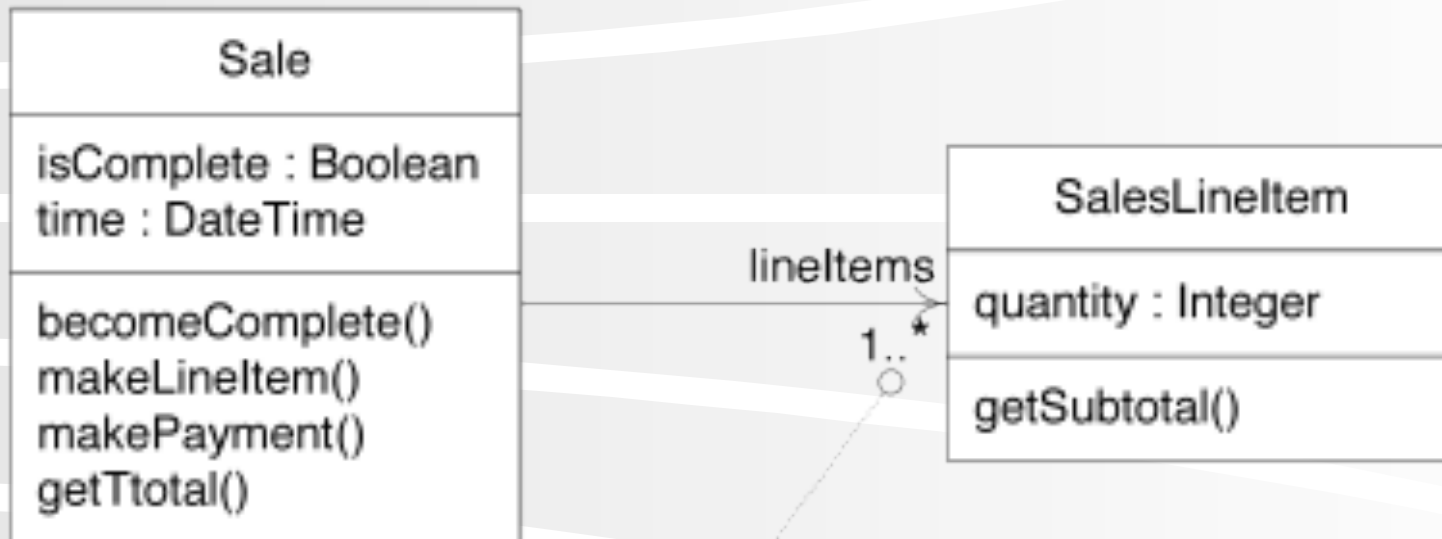 Sale
isComplete : Boolean
time : DateTime
becomeComplete()
makeLineItem()
makePayment()
getTtotal()
lineItems
1..*
SalesLineItem
quantity : Integer
getSubtotal()